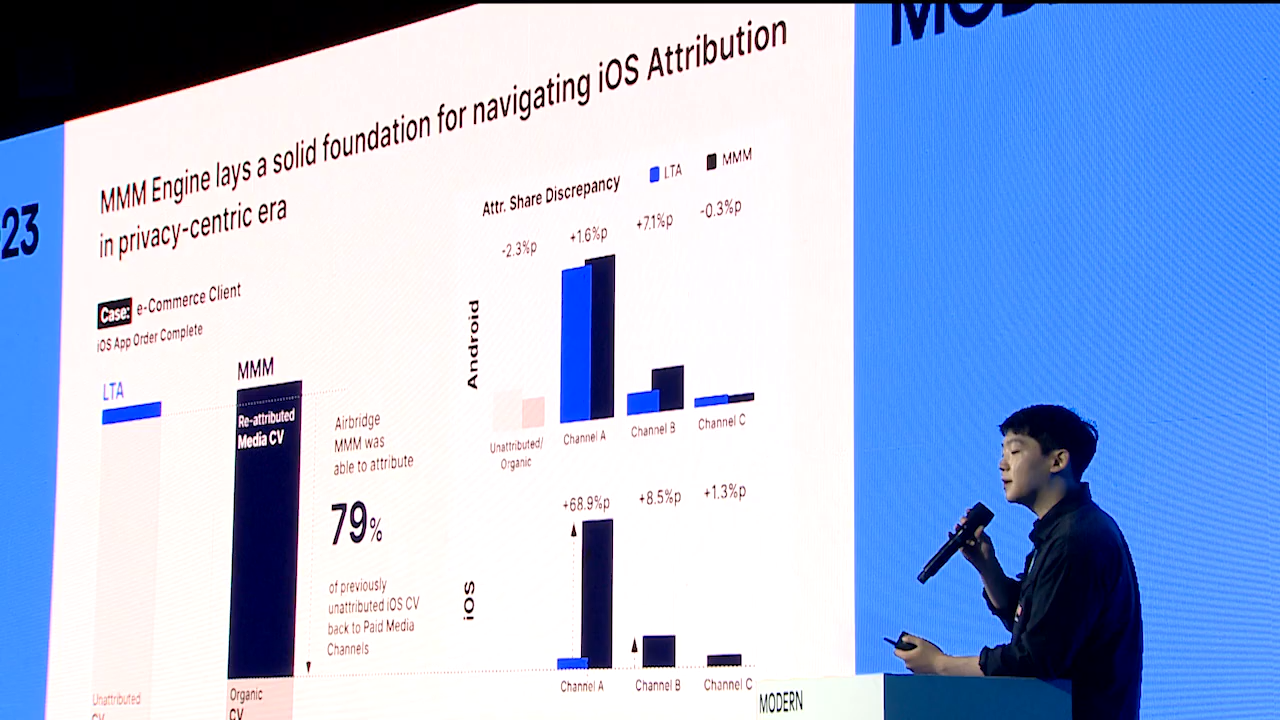 23
MMM Engine lays a solid foundation for navigating iOS Attribution
in privacy-centric era
Case: e-Commerce Client
iOS App Order Complete
LTA
MMM
Re-attributed
Media CV
Airbridge
MMM was
able to attribute
79%
of previously
unattributed iOS CV
back to Paid Media
Channels
Unattributed
CV
Organic
CV
Attr. Share Discrepancy
LTA
MMM
-2.3%p
+1.6%p
+7.1%p
-0.3%p
Android
Unattributed/
Organic
Channel A
Channel B
Channel C
+68.9%p
+8.5%p
+1.3%p
iOS
Channel A
Channel B
Channel C
MODERN